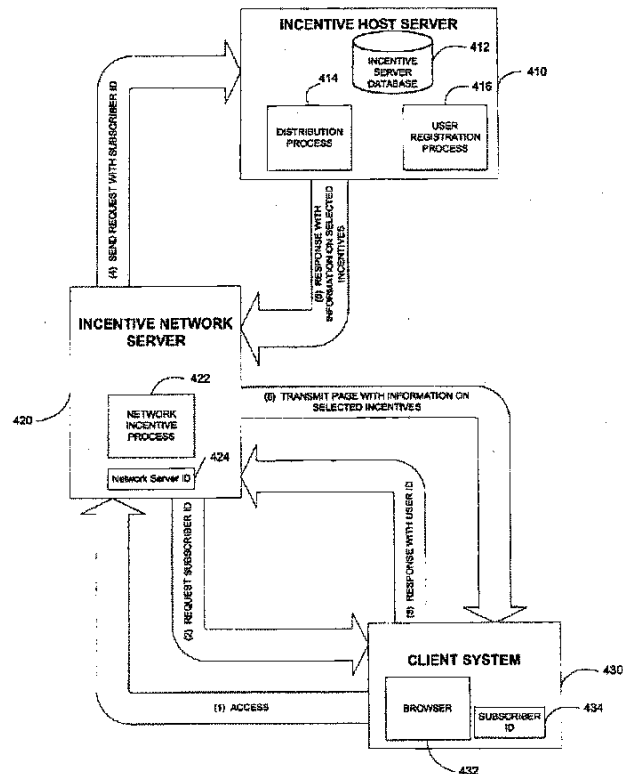 INCENTIVE HOST SERVER
INCENTIVE
SERVER
DATABASE
412
414
416
410
DISTRIBUTION
PROCESS
USER
REGISTRATION
PROCESS
(4) SEND REQUEST WITH SUBSCRIBER ID
(5) RESPONSE WITH
INFORMATION ON SELECTED
INCENTIVES
INCENTIVE NETWORK
SERVER
422
420
NETWORK
INCENTIVE
PROCESS
424
Network Server ID
(6) TRANSMIT PAGE WITH INFORMATION ON
SELECTED INCENTIVES
(2) REQUEST SUBSCRIBER ID
(3) RESPONSE WITH USER ID
CLIENT SYSTEM
430
BROWSER
SUBSCRIBER
ID
434
(1) ACCESS
432